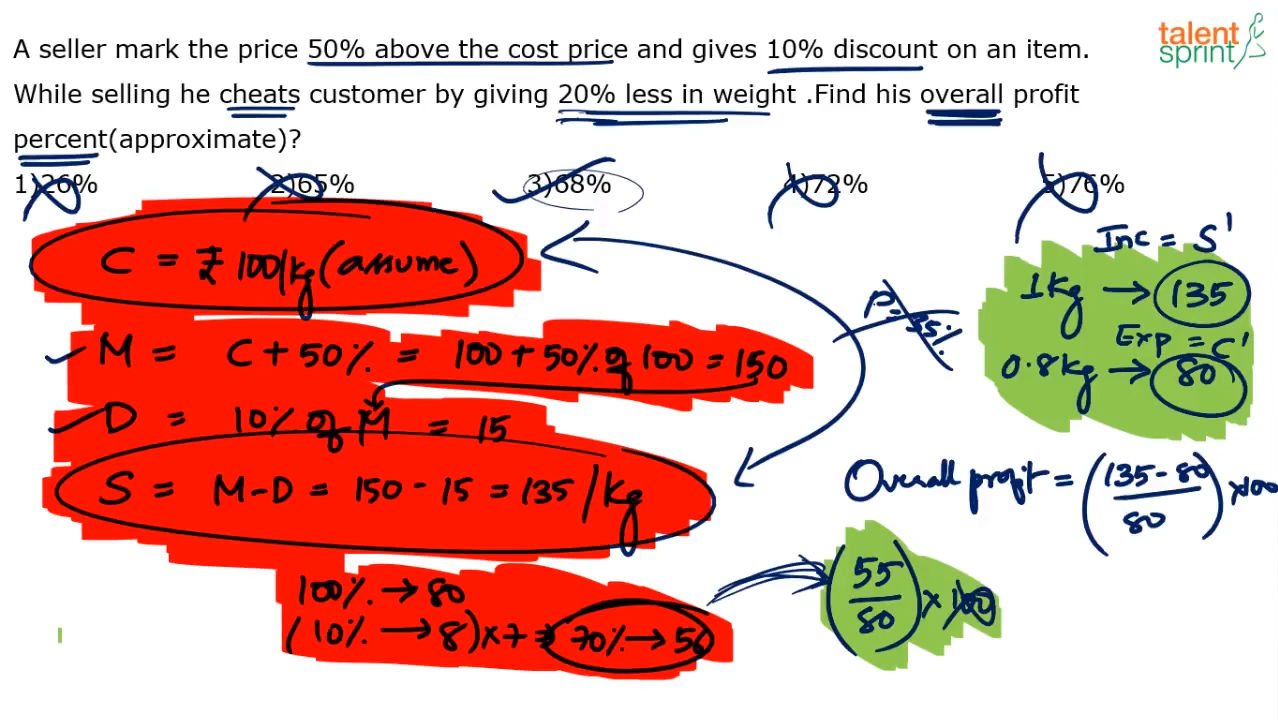 talent
sprint
A seller mark the price 50% above the cost price and gives 10% discount on an item.
While selling he cheats customer by giving 20% less in weight .Find his overall profit
percent(approximate)?
1)26% 2)65% 3)68% 4)72% 5)76%
Inc = S'
C = ₹ 100/kg (assume)
1Kg → 135
P = 35%
Exp = C'
M = C + 50% = 100 + 50% of 100 = 150
0.8kg → 80
D = 10% of M = 15
S = M-D = 150 - 15 = 135 /kg
Overall profit = (135 - 80 / 80) × 100
100% → 80
(10% → 8) × 7 ⇒ 70% → 56
(55 / 80) × 100